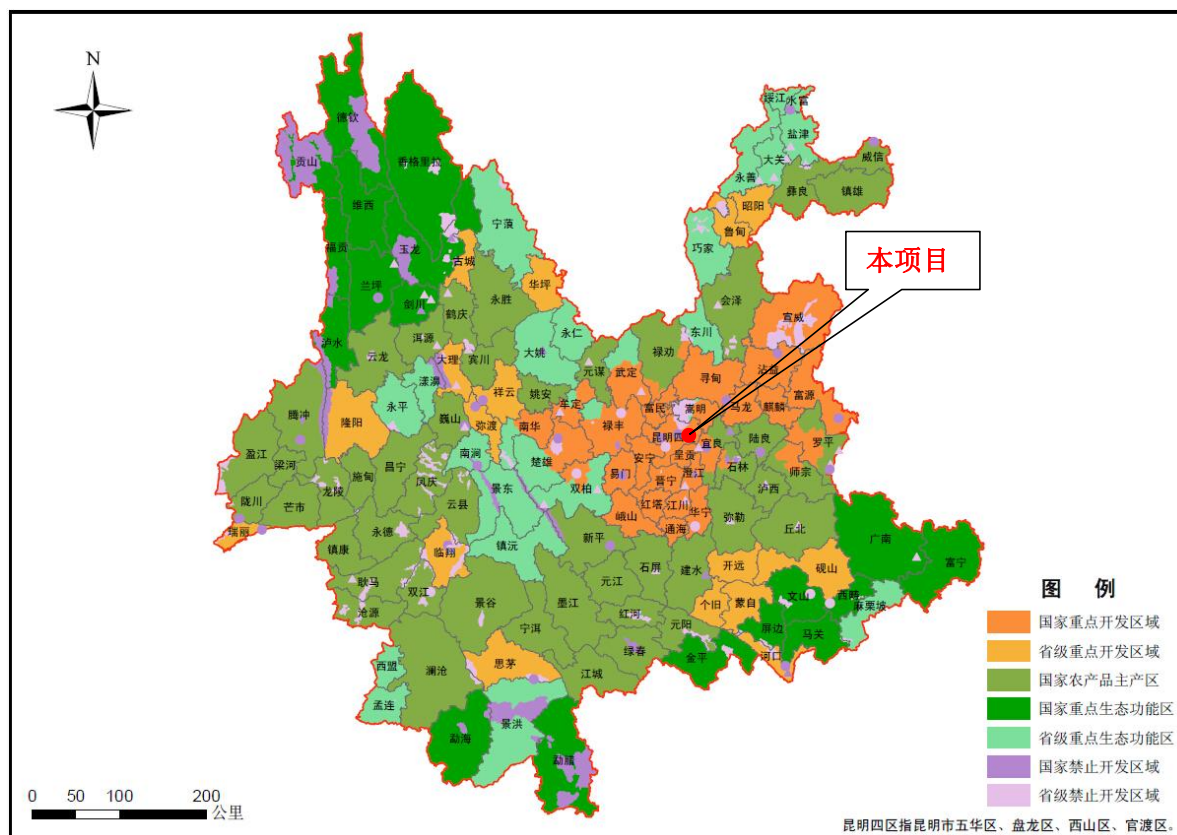 N
德钦
贡山
香格里拉
维西
福贡
玉龙
兰坪
剑川
泸水
宁蒗
古城
华坪
永胜
鹤庆
洱源
云龙
大理
宾川
漾濞
永平
隆阳
腾冲
盈江
梁河
陇川
芒市
瑞丽
龙陵
施甸
昌宁
巍山
弥渡
祥云
大姚
永仁
元谋
姚安
牟定
南华
楚雄
双柏
南涧
景东
凤庆
云县
镇沅
永德
镇康
临翔
耿马
双江
沧源
绥江
水富
盐津
大关
永善
威信
彝良
镇雄
昭阳
鲁甸
巧家
会泽
宣威
东川
禄劝
武定
寻甸
沾益
富源
马龙
麒麟
嵩明
富民
禄丰
昆明四
宜良
呈贡
安宁
陆良
罗平
师宗
石林
泸西
易门
晋宁
澄江
红塔
江川
华宁
峨山
通海
弥勒
丘北
广南
富宁
新平
元江
石屏
建水
开远
砚山
个旧
蒙自
文山
西畴
麻栗坡
马关
屏边
河口
金平
元阳
红河
绿春
墨江
宁洱
景谷
江城
思茅
澜沧
西盟
孟连
勐海
景洪
勐腊
本项目
图 例
国家重点开发区域
省级重点开发区域
国家农产品主产区
国家重点生态功能区
省级重点生态功能区
国家禁止开发区域
省级禁止开发区域
0 50 100 200
公里
昆明四区指昆明市五华区、盘龙区、西山区、官渡区。